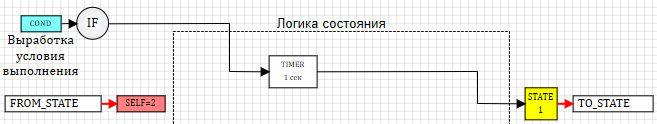 COND
IF
Логика состояния
Выработка
условия
выполнения
TIMER
1 сек
FROM_STATE
SELF=2
STATE
1
TO_STATE